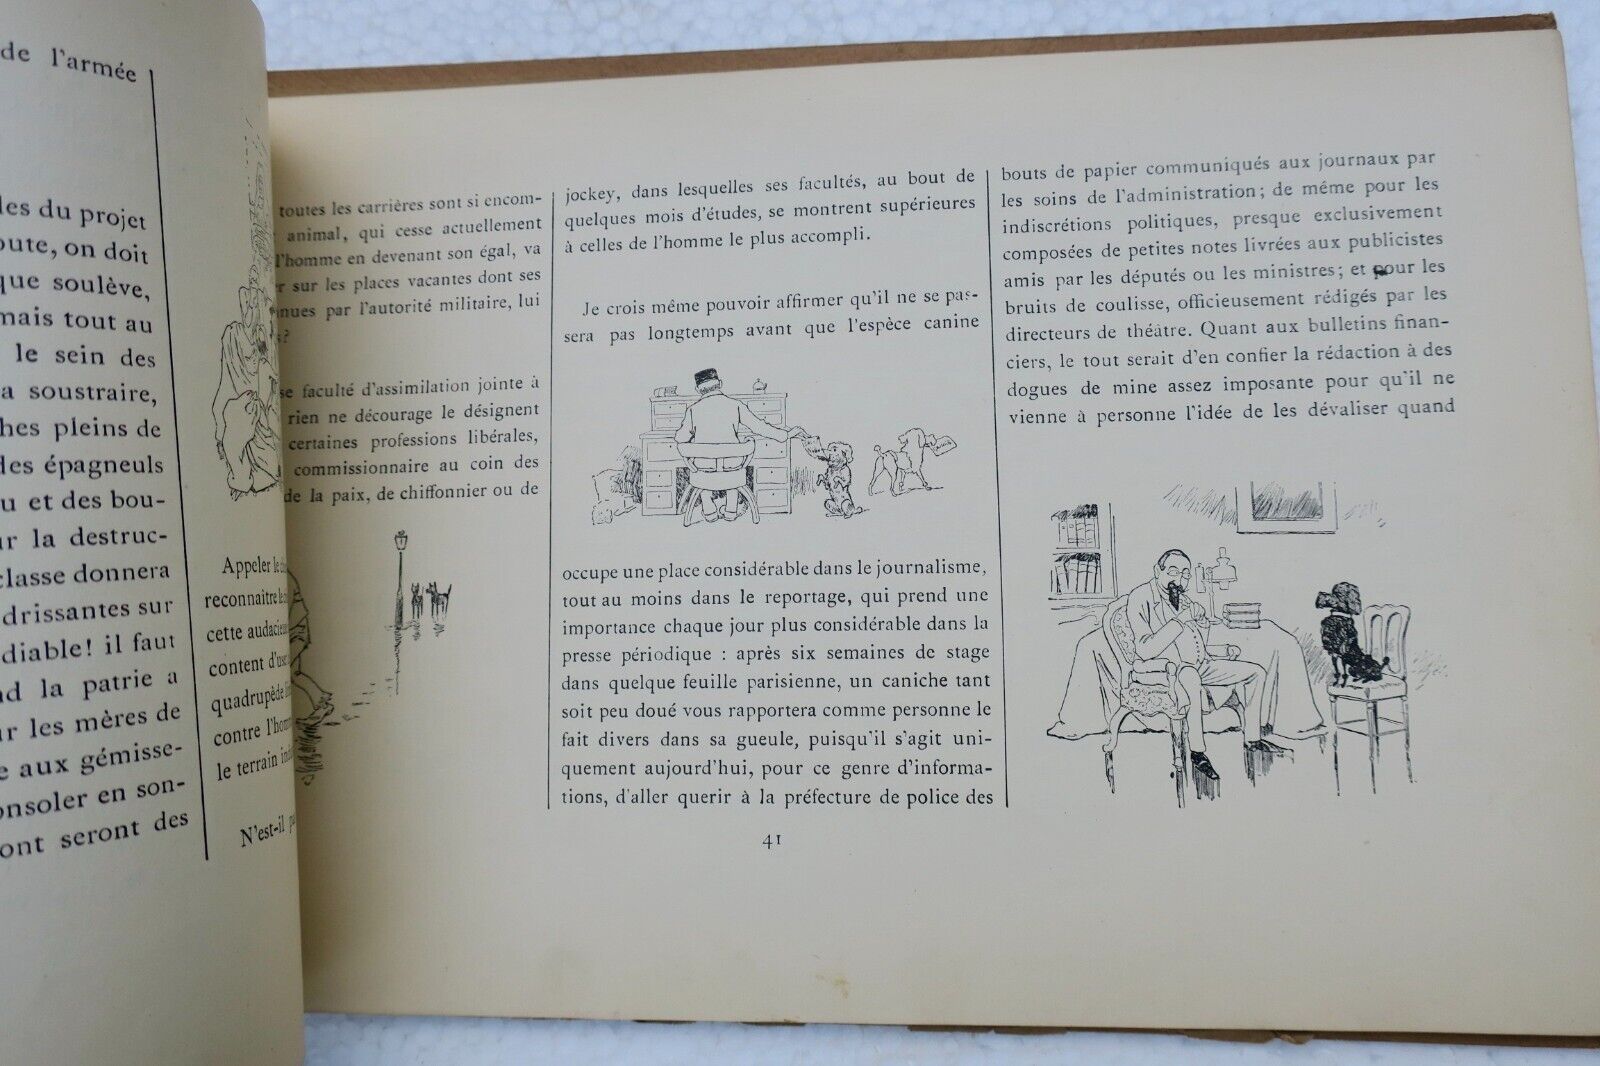 de l'armée
les du projet
oute, on doit
que soulève,
mais tout au
le sein des
a soustraire,
hes pleins de
des épagneuls
u et des bou-
ur la destruc-
classe donnera
drissantes sur
diable! il faut
nd la patrie a
ur les mères de
e aux gémisse-
onsoler en son-
ont seront des
Appeler le
reconnaitre le
cette audacieu
content d'use
quadrupède
contre l'hom
le terrain in
N'est-il pa
toutes les carrières sont si encom-
animal, qui cesse actuellement
l'homme en devenant son égal, va
r sur les places vacantes dont ses
nues par l'autorité militaire, lui
s?
se faculté d'assimilation jointe à
rien ne décourage le désignent
certaines professions libérales,
commissionnaire au coin des
de la paix, de chiffonnier ou de
jockey, dans lesquelles ses facultés, au bout de
quelques mois d'études, se montrent supérieures
à celles de l'homme le plus accompli.
Je crois même pouvoir affirmer qu'il ne se pas-
sera pas longtemps avant que l'espèce canine
occupe une place considérable dans le journalisme,
tout au moins dans le reportage, qui prend une
importance chaque jour plus considérable dans la
presse périodique : après six semaines de stage
dans quelque feuille parisienne, un caniche tant
soit peu doué vous rapportera comme personne le
fait divers dans sa gueule, puisqu'il s'agit uni-
quement aujourd'hui, pour ce genre d'informa-
tions, d'aller querir à la préfecture de police des
bouts de papier communiqués aux journaux par
les soins de l'administration; de même pour les
indiscrétions politiques, presque exclusivement
composées de petites notes livrées aux publicistes
amis par les députés ou les ministres; et pour les
bruits de coulisse, officieusement rédigés par les
directeurs de théâtre. Quant aux bulletins finan-
ciers, le tout serait d'en confier la rédaction à des
dogues de mine assez imposante pour qu'il ne
vienne à personne l'idée de les dévaliser quand
41